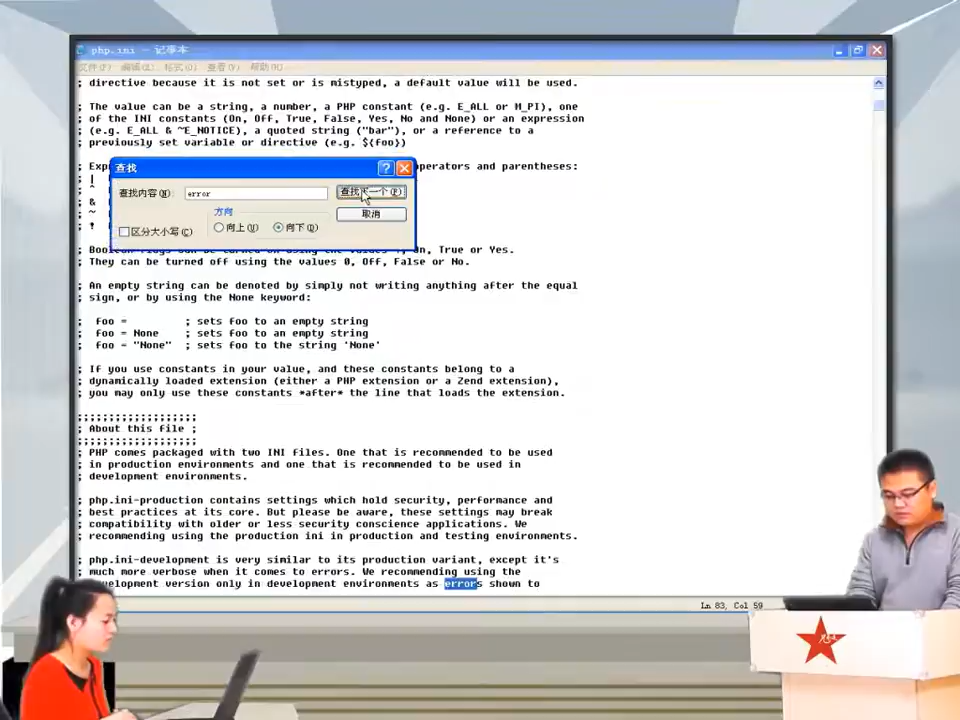 php.ini - 记事本
文件(F) 编辑(E) 格式(O) 查看(V) 帮助(H)
; directive because it is not set or is mistyped, a default value will be used.
; The value can be a string, a number, a PHP constant (e.g. E_ALL or M_PI), one
; of the INI constants (On, Off, True, False, Yes, No and None) or an expression
; (e.g. E_ALL & ~E_NOTICE), a quoted string ("bar"), or a reference to a
; previously set variable or directive (e.g. ${foo})
; Exp
operators and parentheses:
查找
查找内容(N): error
查找下一个(F)
方向
取消
区分大小写(C)
向上(U) 向下(D)
; |
; ^
; &
; ~
; !
; Boolean flags can be turned on using the values 1, On, True or Yes.
; They can be turned off using the values 0, Off, False or No.
; An empty string can be denoted by simply not writing anything after the equal
; sign, or by using the None keyword:
;  foo =         ; sets foo to an empty string
;  foo = None    ; sets foo to an empty string
;  foo = "None"  ; sets foo to the string 'None'
; If you use constants in your value, and these constants belong to a
; dynamically loaded extension (either a PHP extension or a Zend extension),
; you may only use these constants *after* the line that loads the extension.
;;;;;;;;;;;;;;;;;;;
; About this file ;
;;;;;;;;;;;;;;;;;;;
; PHP comes packaged with two INI files. One that is recommended to be used
; in production environments and one that is recommended to be used in
; development environments.
; php.ini-production contains settings which hold security, performance and
; best practices at its core. But please be aware, these settings may break
; compatibility with older or less security conscience applications. We
; recommending using the production ini in production and testing environments.
; php.ini-development is very similar to its production variant, except it's
; much more verbose when it comes to errors. We recommending using the
; development version only in development environments as errors shown to
Ln 83, Col 59